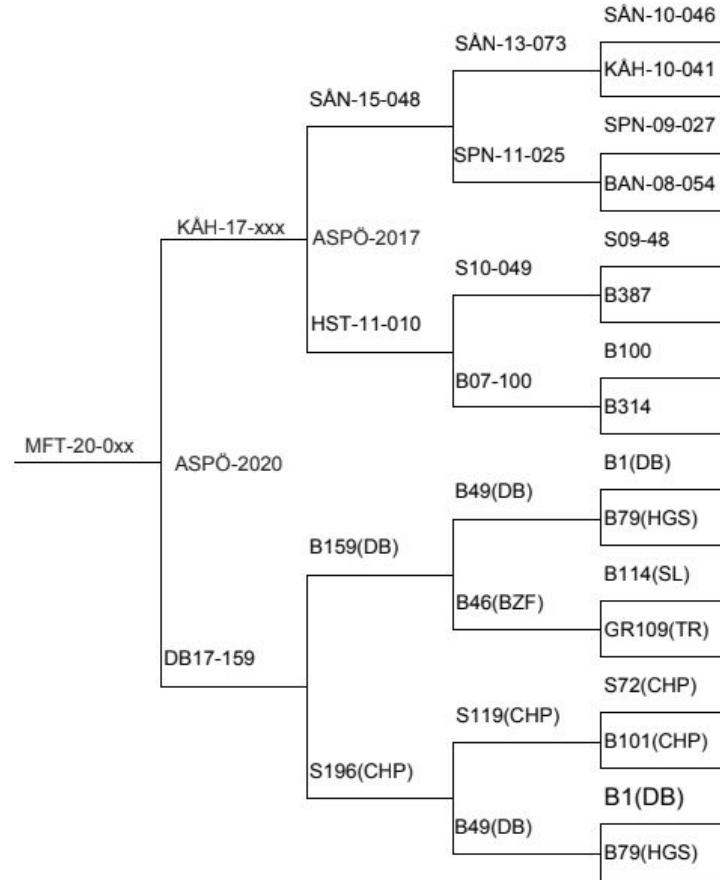 SÅN-10-046
SÅN-13-073
KÅH-10-041
SÅN-15-048
SPN-09-027
SPN-11-025
BAN-08-054
KÅH-17-xxx
ASPÖ-2017
S09-48
S10-049
B387
HST-11-010
B100
B07-100
B314
MFT-20-0xx
ASPÖ-2020
B1(DB)
B49(DB)
B79(HGS)
B159(DB)
B114(SL)
B46(BZF)
GR109(TR)
DB17-159
S72(CHP)
S119(CHP)
B101(CHP)
S196(CHP)
B1(DB)
B49(DB)
B79(HGS)